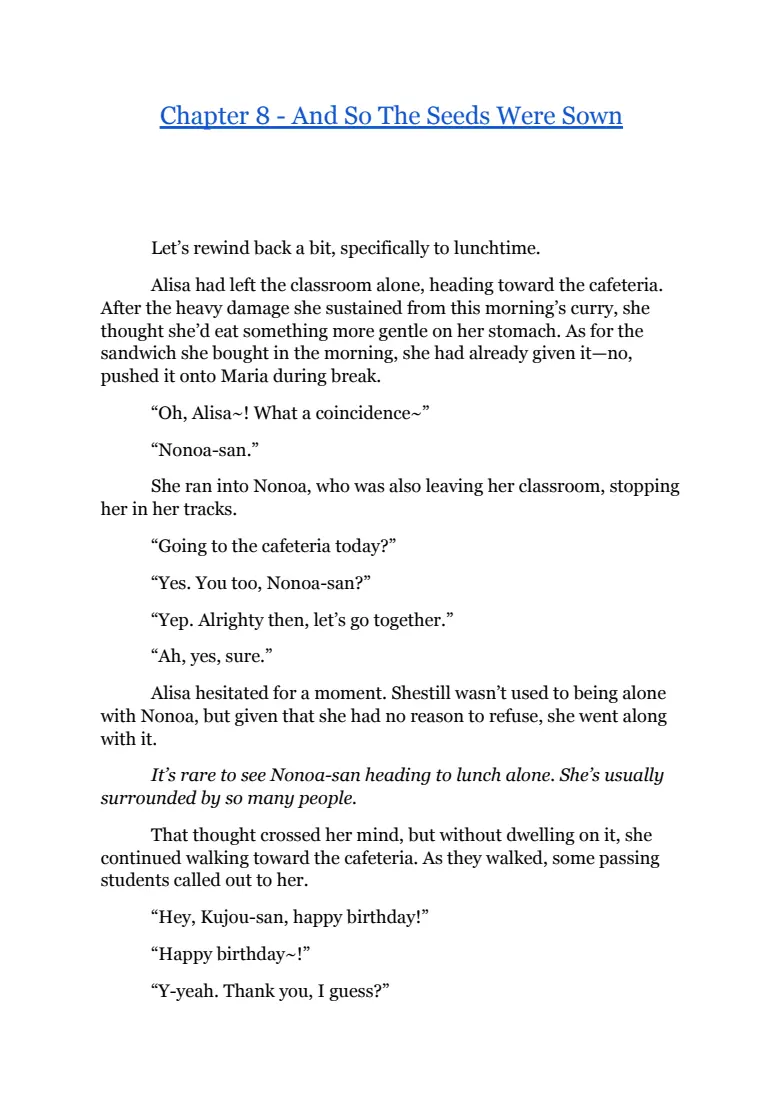 Chapter 8 - And So The Seeds Were Sown
Let’s rewind back a bit, specifically to lunchtime.
Alisa had left the classroom alone, heading toward the cafeteria.
After the heavy damage she sustained from this morning’s curry, she
thought she’d eat something more gentle on her stomach. As for the
sandwich she bought in the morning, she had already given it—no,
pushed it onto Maria during break.
“Oh, Alisa~! What a coincidence~”
“Nonoa-san.”
She ran into Nonoa, who was also leaving her classroom, stopping
her in her tracks.
“Going to the cafeteria today?”
“Yes. You too, Nonoa-san?”
“Yep. Alrighty then, let’s go together.”
“Ah, yes, sure.”
Alisa hesitated for a moment. Shestill wasn’t used to being alone
with Nonoa, but given that she had no reason to refuse, she went along
with it.
It’s rare to see Nonoa-san heading to lunch alone. She’s usually
surrounded by so many people.
That thought crossed her mind, but without dwelling on it, she
continued walking toward the cafeteria. As they walked, some passing
students called out to her.
“Hey, Kujou-san, happy birthday!”
“Happy birthday~!”
“Y-yeah. Thank you, I guess?”